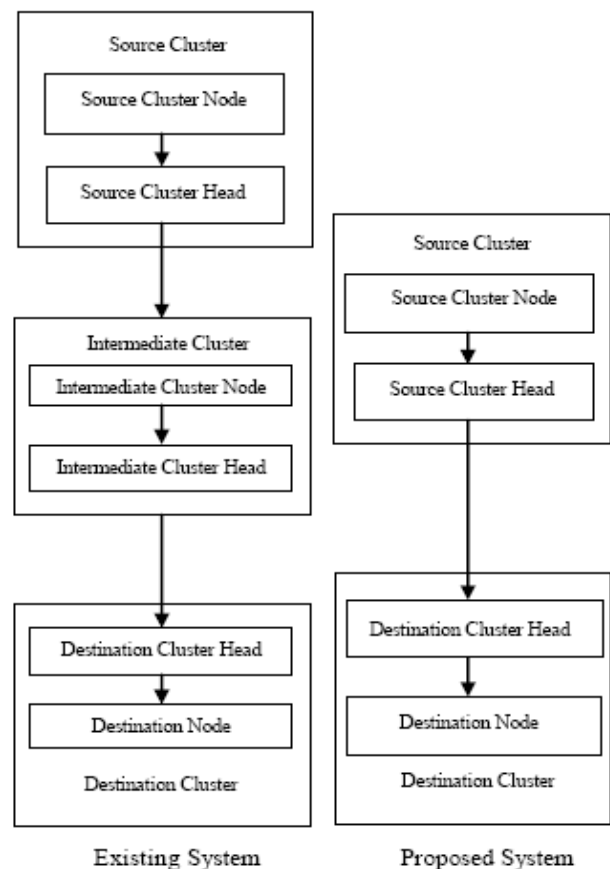 Source Cluster
Source Cluster Node
Source Cluster Head
Intermediate Cluster
Intermediate Cluster Node
Intermediate Cluster Head
Destination Cluster Head
Destination Node
Destination Cluster
Existing System
Source Cluster
Source Cluster Node
Source Cluster Head
Destination Cluster Head
Destination Node
Destination Cluster
Proposed System